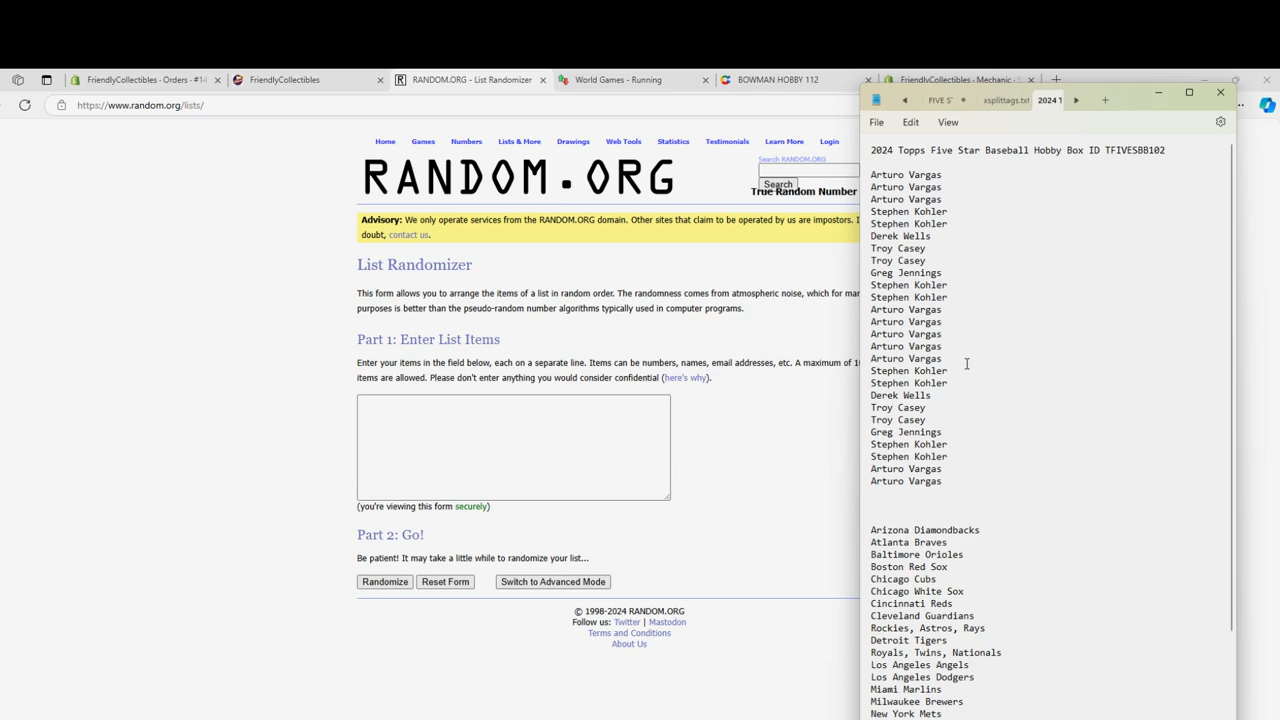 FriendlyCollectibles - Orders - #14
FriendlyCollectibles
RANDOM.ORG - List Randomizer
World Games - Running
BOWMAN HOBBY 112
FriendlyCollectibles - Mechanic - S
https://www.random.org/lists/
Home Games Numbers Lists & More Drawings Web Tools Statistics Testimonials Learn More Login
RANDOM.ORG
Search RANDOM.ORG
Search
True Random Number
Advisory: We only operate services from the RANDOM.ORG domain. Other sites that claim to be operated by us are impostors. I
doubt, contact us.
List Randomizer
This form allows you to arrange the items of a list in random order. The randomness comes from atmospheric noise, which for mar
purposes is better than the pseudo-random number algorithms typically used in computer programs.
Part 1: Enter List Items
Enter your items in the field below, each on a separate line. Items can be numbers, names, email addresses, etc. A maximum of 10
items are allowed. Please don't enter anything you would consider confidential (here's why).
(you're viewing this form securely)
Part 2: Go!
Be patient! It may take a little while to randomize your list...
Randomize Reset Form Switch to Advanced Mode
© 1998-2024 RANDOM.ORG
Follow us: Twitter | Mastodon
Terms and Conditions
About Us
FIVE S xsplittags.txt 2024 T
File Edit View
2024 Topps Five Star Baseball Hobby Box ID TFIVESBB102
Arturo Vargas
Arturo Vargas
Arturo Vargas
Stephen Kohler
Stephen Kohler
Derek Wells
Troy Casey
Troy Casey
Greg Jennings
Stephen Kohler
Stephen Kohler
Arturo Vargas
Arturo Vargas
Arturo Vargas
Arturo Vargas
Arturo Vargas
Stephen Kohler
Stephen Kohler
Derek Wells
Troy Casey
Troy Casey
Greg Jennings
Stephen Kohler
Stephen Kohler
Arturo Vargas
Arturo Vargas
Arizona Diamondbacks
Atlanta Braves
Baltimore Orioles
Boston Red Sox
Chicago Cubs
Chicago White Sox
Cincinnati Reds
Cleveland Guardians
Rockies, Astros, Rays
Detroit Tigers
Royals, Twins, Nationals
Los Angeles Angels
Los Angeles Dodgers
Miami Marlins
Milwaukee Brewers
New York Mets